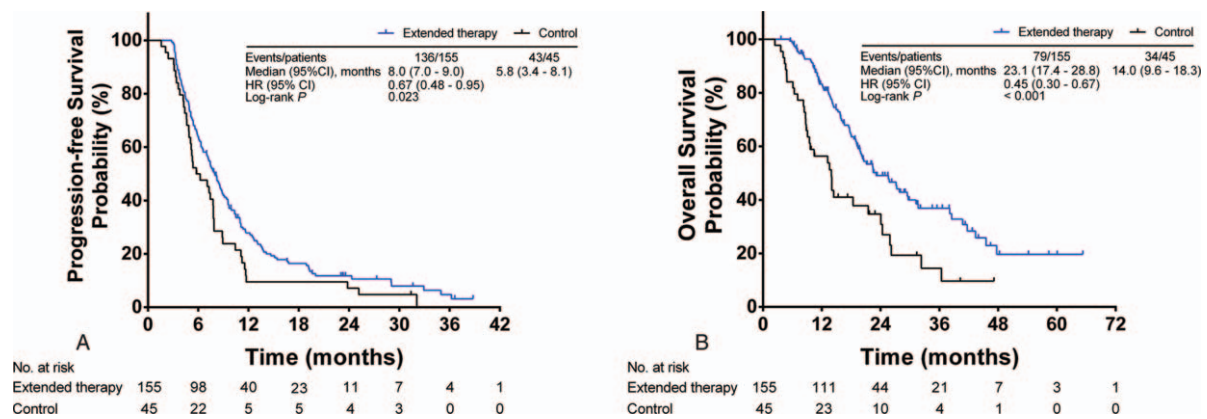 Extended therapy Control
Events/patients 136/155 43/45
Median (95%CI), months 8.0 (7.0 - 9.0) 5.8 (3.4 - 8.1)
HR (95% CI) 0.67 (0.48 - 0.95)
Log-rank P 0.023
Progression-free Survival
Probability (%)
100
80
60
40
20
0
0 6 12 18 24 30 36 42
A
Time (months)
No. at risk
Extended therapy 155 98 40 23 11 7 4 1
Control 45 22 5 5 4 3 0 0
Extended therapy Control
Events/patients 79/155 34/45
Median (95%CI), months 23.1 (17.4 - 28.8) 14.0 (9.6 - 18.3)
HR (95% CI) 0.45 (0.30 - 0.67)
Log-rank P < 0.001
Overall Survival
Probability (%)
100
80
60
40
20
0
0 12 24 36 48 60 72
B
Time (months)
No. at risk
Extended therapy 155 111 44 21 7 3 1
Control 45 23 10 4 1 0 0